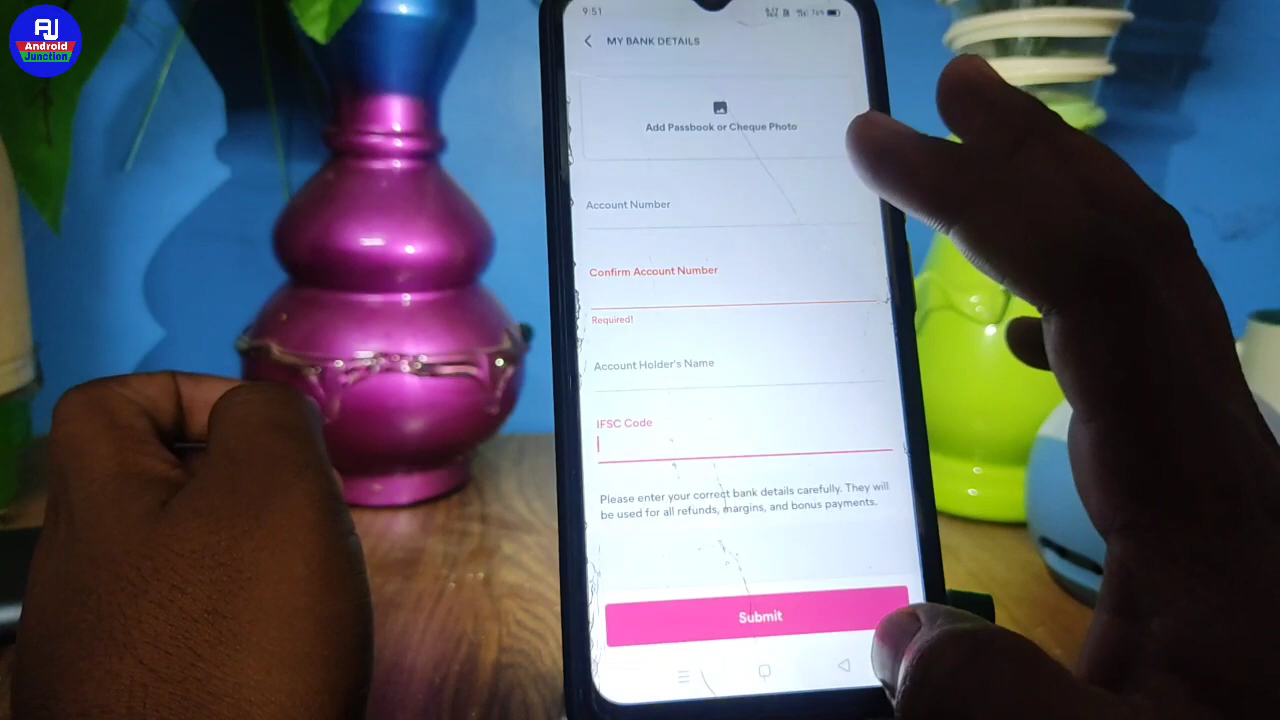 AJ
Android
Junction
9:51
MY BANK DETAILS
Add Passbook or Cheque Photo
Account Number
Confirm Account Number
Required!
Account Holder's Name
IFSC Code
Please enter your correct bank details carefully. They will
be used for all refunds, margins, and bonus payments.
Submit